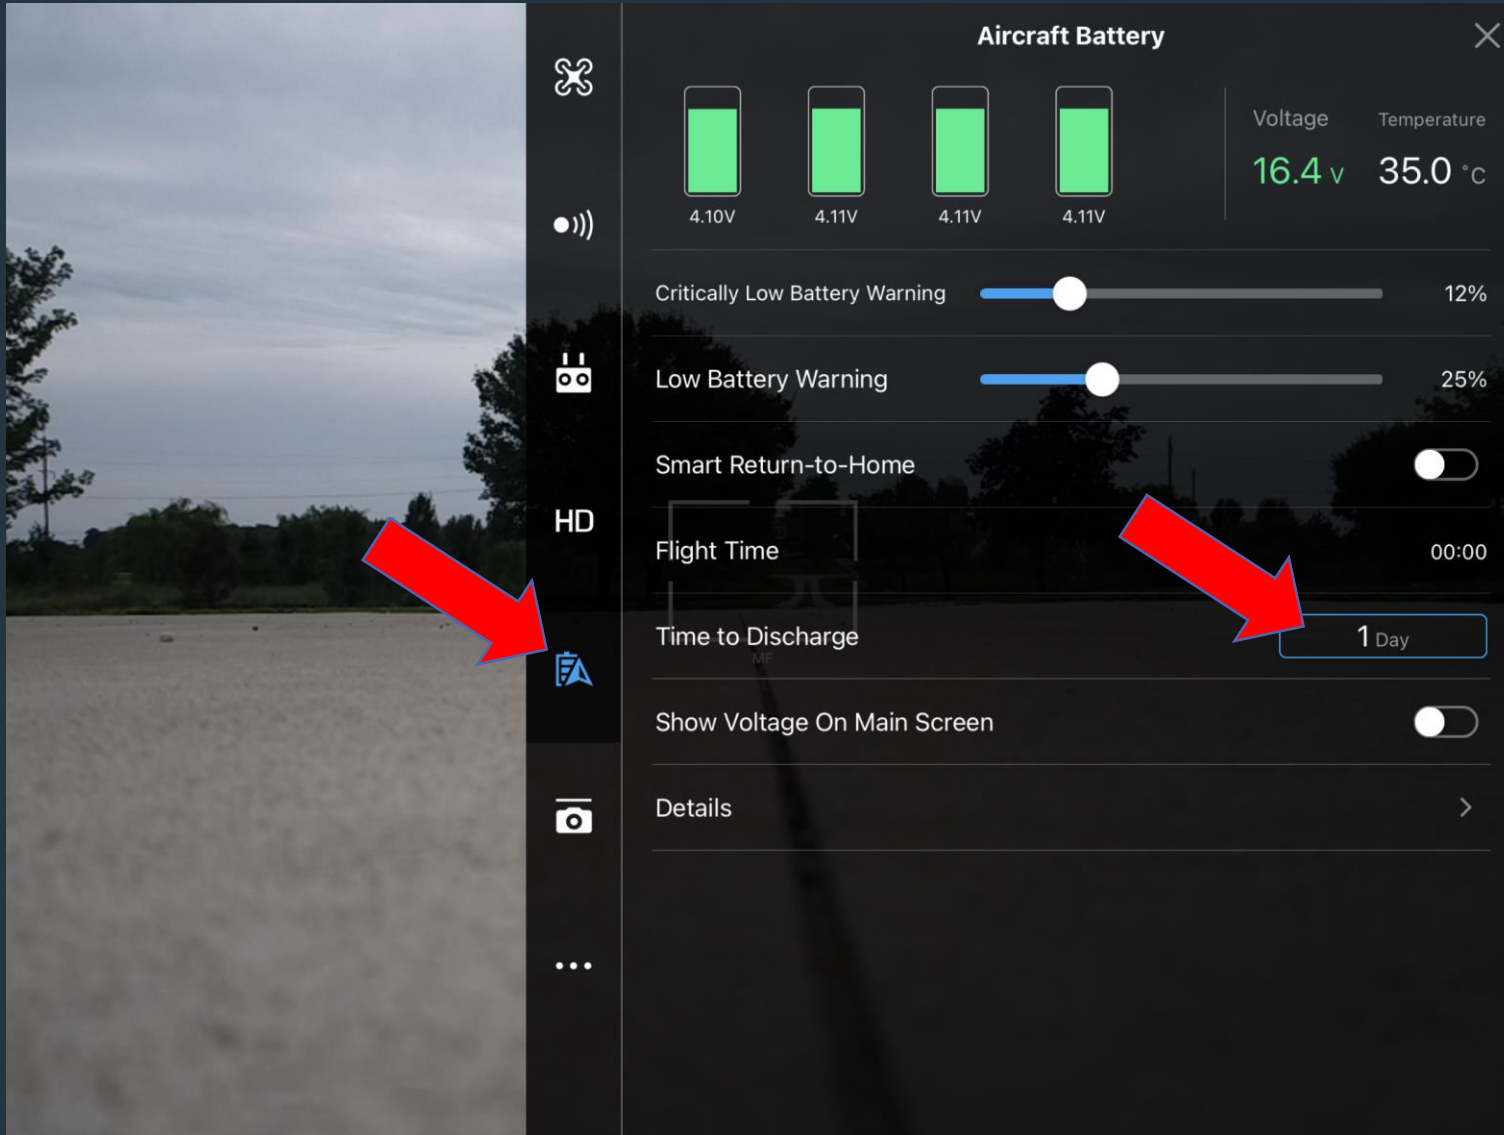 Aircraft Battery
Voltage Temperature
16.4 V 35.0 °C
4.10V 4.11V 4.11V 4.11V
Critically Low Battery Warning 12%
Low Battery Warning 25%
Smart Return-to-Home
HD
Flight Time 00:00
Time to Discharge 1 Day
MF
Show Voltage On Main Screen
Details